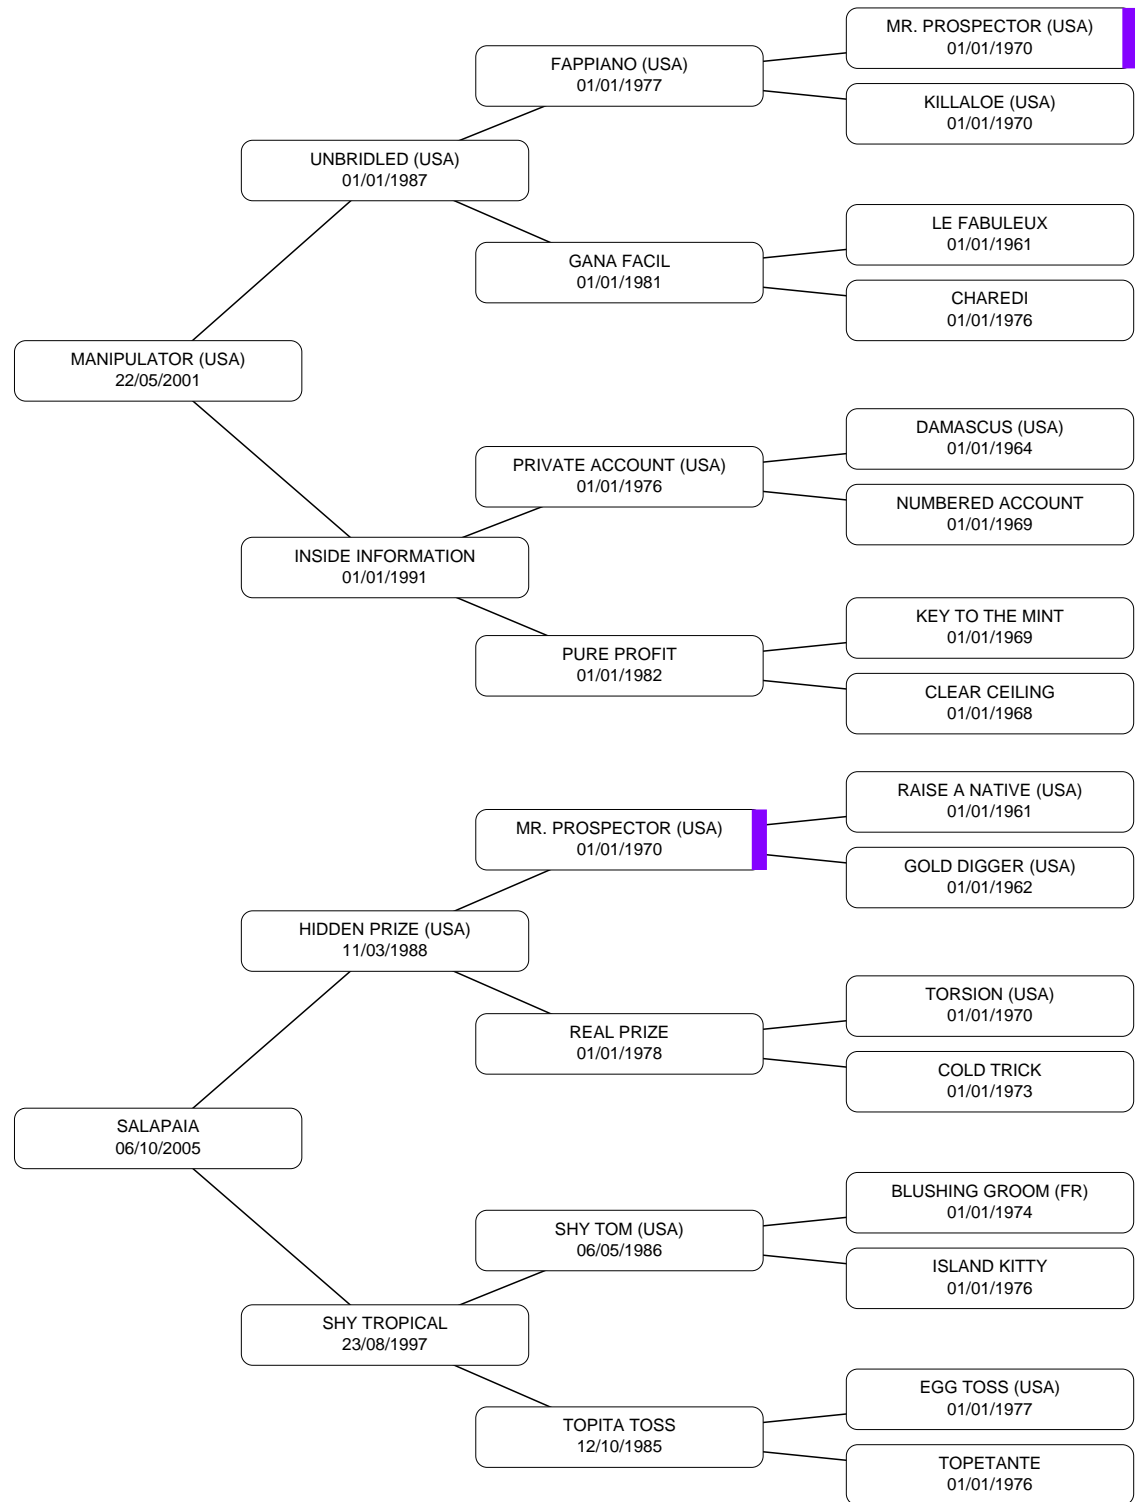 MR. PROSPECTOR (USA)
01/01/1970
FAPPIANO (USA)
01/01/1977
KILLALOE (USA)
01/01/1970
UNBRIDLED (USA)
01/01/1987
LE FABULEUX
01/01/1961
GANA FACIL
01/01/1981
CHAREDI
01/01/1976
MANIPULATOR (USA)
22/05/2001
DAMASCUS (USA)
01/01/1964
PRIVATE ACCOUNT (USA)
01/01/1976
NUMBERED ACCOUNT
01/01/1969
INSIDE INFORMATION
01/01/1991
KEY TO THE MINT
01/01/1969
PURE PROFIT
01/01/1982
CLEAR CEILING
01/01/1968
RAISE A NATIVE (USA)
01/01/1961
MR. PROSPECTOR (USA)
01/01/1970
GOLD DIGGER (USA)
01/01/1962
HIDDEN PRIZE (USA)
11/03/1988
TORSION (USA)
01/01/1970
REAL PRIZE
01/01/1978
COLD TRICK
01/01/1973
SALAPAIA
06/10/2005
BLUSHING GROOM (FR)
01/01/1974
SHY TOM (USA)
06/05/1986
ISLAND KITTY
01/01/1976
SHY TROPICAL
23/08/1997
EGG TOSS (USA)
01/01/1977
TOPITA TOSS
12/10/1985
TOPETANTE
01/01/1976